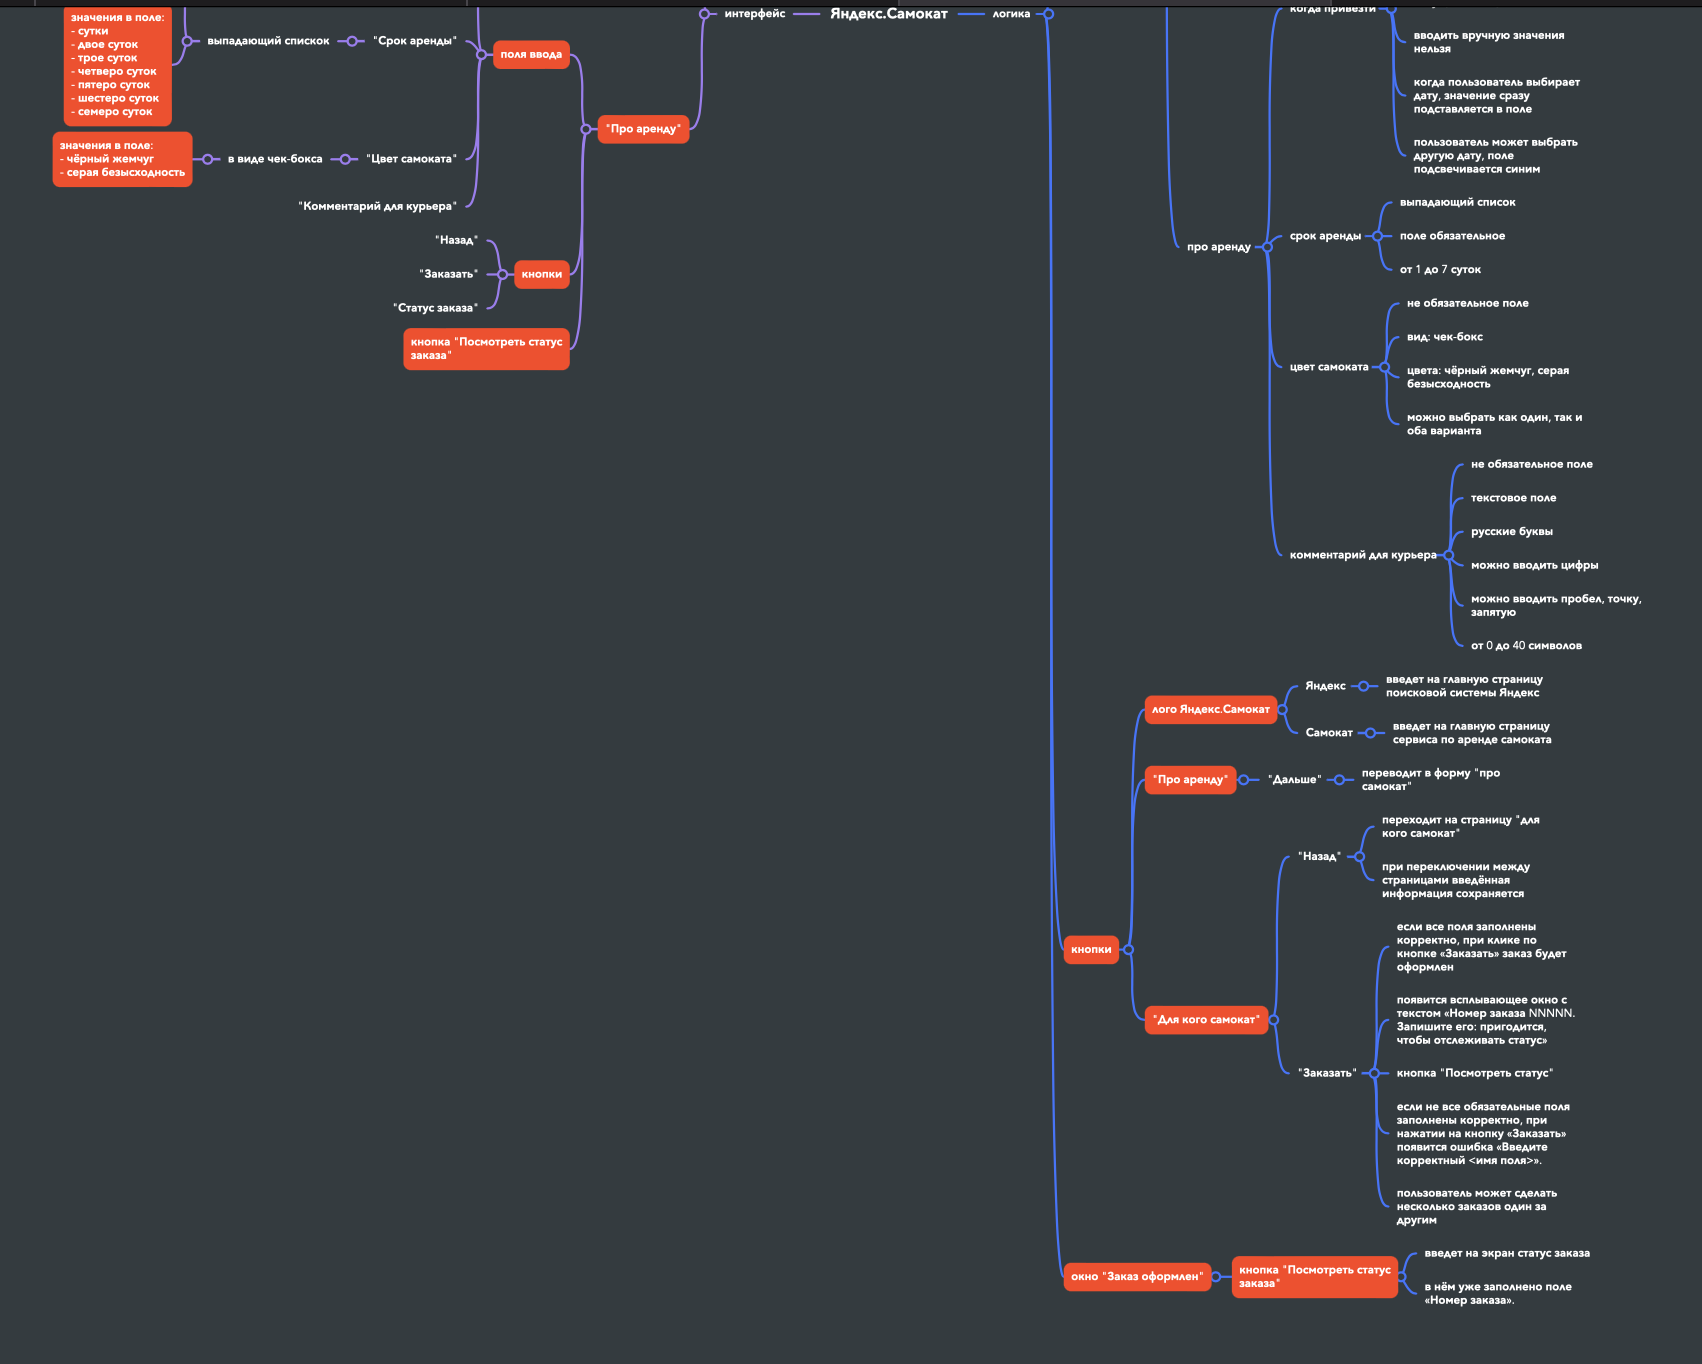 значения в поле:
- сутки
- двое суток
- трое суток
- четверо суток
- пятеро суток
- шестеро суток
- семеро суток
выпадающий спискок
"Срок аренды"
поля ввода
значения в поле:
- чёрный жемчуг
- серая безысходность
в виде чек-бокса
"Цвет самоката"
"Комментарий для курьера"
"Про аренду"
"Назад"
"Заказать"
"Статус заказа"
кнопки
кнопка "Посмотреть статус
заказа"
интерфейс
Яндекс.Самокат
логика
когда привезти
вводить вручную значения
нельзя
когда пользователь выбирает
дату, значение сразу
подставляется в поле
пользователь может выбрать
другую дату, поле
подсвечивается синим
про аренду
срок аренды
выпадающий список
поле обязательное
от 1 до 7 суток
цвет самоката
не обязательное поле
вид: чек-бокс
цвета: чёрный жемчуг, серая
безысходность
можно выбрать как один, так и
оба варианта
комментарий для курьера
не обязательное поле
текстовое поле
русские буквы
можно вводить цифры
можно вводить пробел, точку,
запятую
от 0 до 40 символов
кнопки
лого Яндекс.Самокат
Яндекс
введет на главную страницу
поисковой системы Яндекс
Самокат
введет на главную страницу
сервиса по аренде самоката
"Про аренду"
"Дальше"
переводит в форму "про
самокат"
"Для кого самокат"
"Назад"
переходит на страницу "для
кого самокат"
при переключении между
страницами введённая
информация сохраняется
"Заказать"
если все поля заполнены
корректно, при клике по
кнопке «Заказать» заказ будет
оформлен
появится всплывающее окно с
текстом «Номер заказа NNNNN.
Запишите его: пригодится,
чтобы отслеживать статус»
кнопка "Посмотреть статус"
если не все обязательные поля
заполнены корректно, при
нажатии на кнопку «Заказать»
появится ошибка «Введите
корректный <имя поля>».
пользователь может сделать
несколько заказов один за
другим
окно "Заказ оформлен"
кнопка "Посмотреть статус
заказа"
введет на экран статус заказа
в нём уже заполнено поле
«Номер заказа».